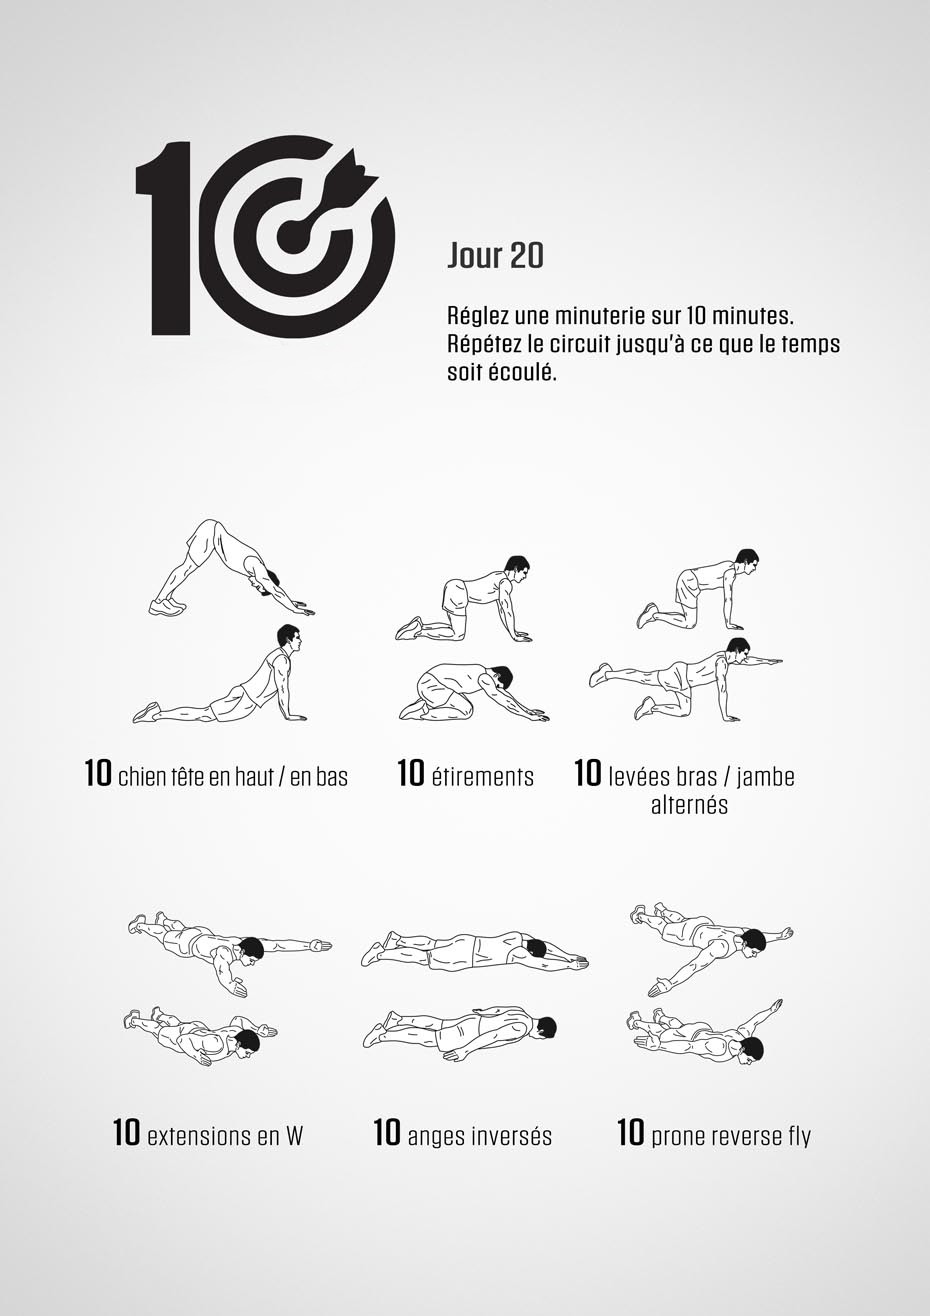 10
Jour 20
Réglez une minuterie sur 10 minutes.
Répétez le circuit jusqu'à ce que le temps
soit écoulé.
10 chien tête en haut / en bas
10 étirements
10 levées bras / jambe
alternés
10 extensions en W
10 anges inversés
10 prone reverse fly